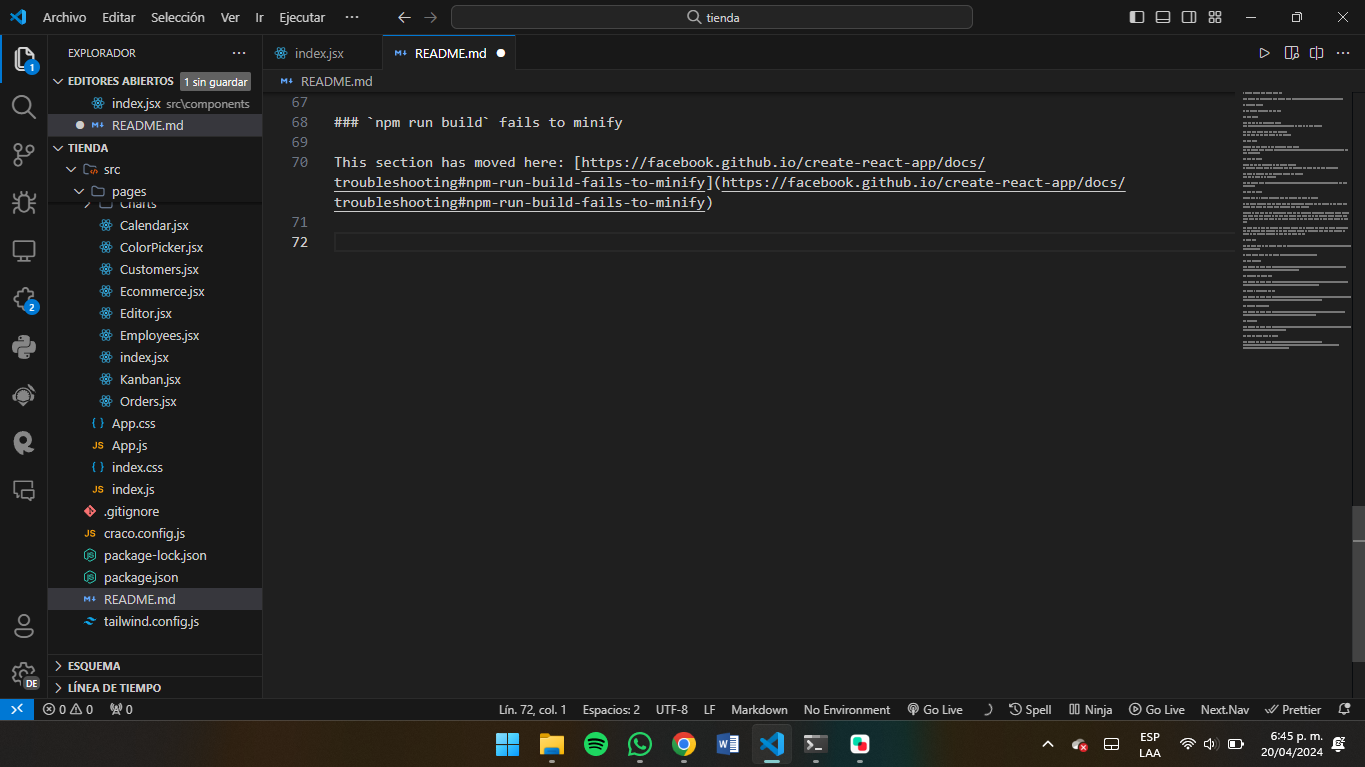 Archivo Editar Selección Ver Ir Ejecutar ··· tienda
EXPLORADOR ···
EDITORES ABIERTOS 1 sin guardar
index.jsx src\components
README.md
TIENDA
src
pages
Charts
Calendar.jsx
ColorPicker.jsx
Customers.jsx
Ecommerce.jsx
Editor.jsx
Employees.jsx
index.jsx
Kanban.jsx
Orders.jsx
App.css
App.js
index.css
index.js
.gitignore
craco.config.js
package-lock.json
package.json
README.md
tailwind.config.js
ESQUEMA
LÍNEA DE TIEMPO
index.jsx README.md
README.md
67
68 ### `npm run build` fails to minify
69
70 This section has moved here: [https://facebook.github.io/create-react-app/docs/
troubleshooting#npm-run-build-fails-to-minify](https://facebook.github.io/create-react-app/docs/
troubleshooting#npm-run-build-fails-to-minify)
71
72
1
2
DE
0 0 0 Lín. 72, col. 1 Espacios: 2 UTF-8 LF Markdown No Environment Go Live Spell Ninja Go Live Next.Nav Prettier
ESP
LAA
6:45 p. m.
20/04/2024